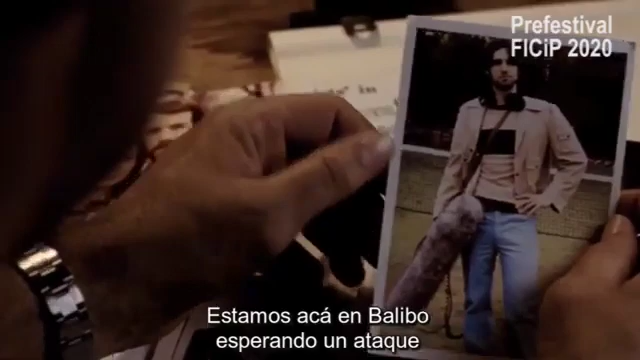 Prefestival
FICiP 2020
Estamos acá en Balibo
esperando un ataque